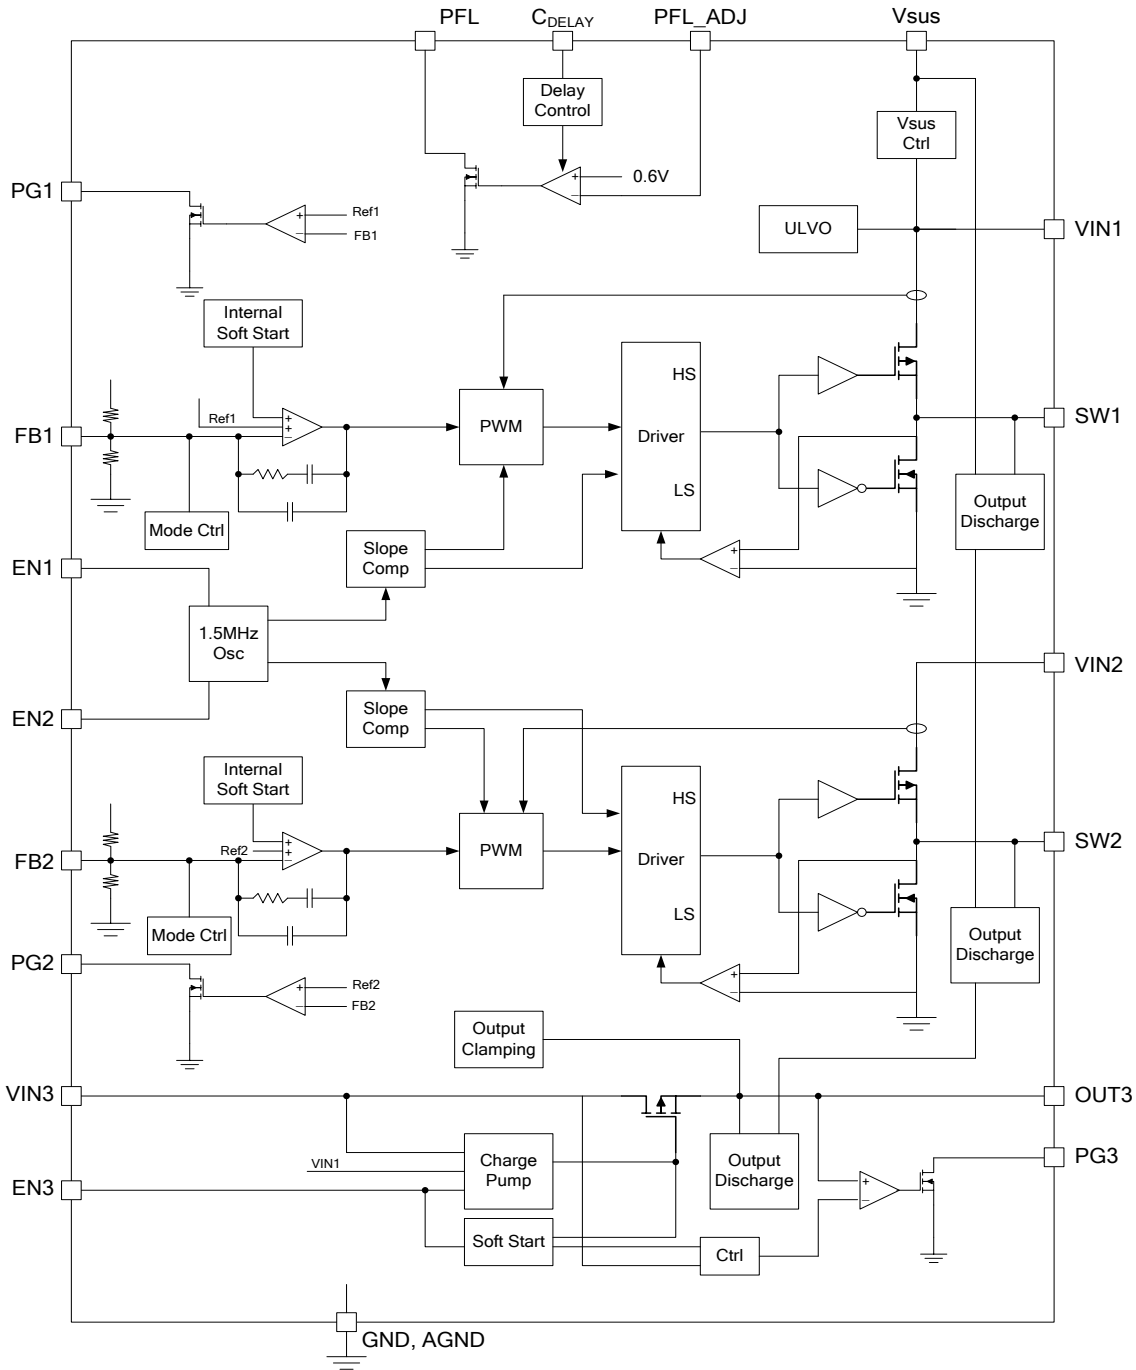 PFL
CDELAY
PFL_ADJ
Vsus
Delay
Control
Vsus
Ctrl
+
−
0.6V
PG1
+
−
Ref1
FB1
ULVO
VIN1
Internal
Soft Start
HS
Driver
LS
PWM
Ref1
+
+
−
FB1
SW1
Mode Ctrl
Output
Discharge
Slope
Comp
+
−
EN1
1.5MHz
Osc
EN2
VIN2
Slope
Comp
Internal
Soft Start
HS
Driver
LS
PWM
Ref2
+
+
−
FB2
SW2
Mode Ctrl
Output
Discharge
PG2
+
−
Ref2
FB2
+
−
Output
Clamping
VIN3
OUT3
VIN1
Charge
Pump
Output
Discharge
+
−
PG3
EN3
Soft Start
Ctrl
GND, AGND